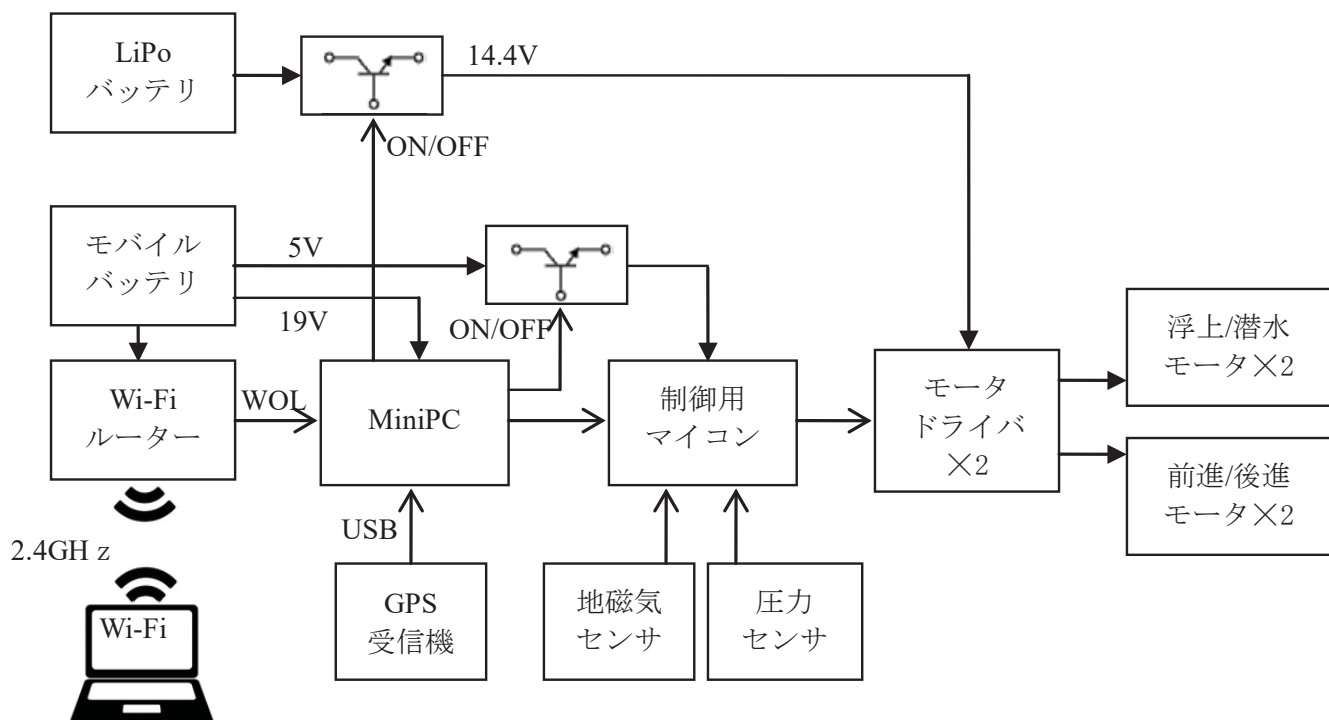 LiPo
バッテリ
14.4V
ON/OFF
モバイル
バッテリ
5V
19V
ON/OFF
浮上/潜水
モータ×2
Wi-Fi
ルーター
WOL
MiniPC
制御用
マイコン
モータ
ドライバ
×2
前進/後進
モータ×2
2.4GH z
USB
Wi-Fi
GPS
受信機
地磁気
センサ
圧力
センサ